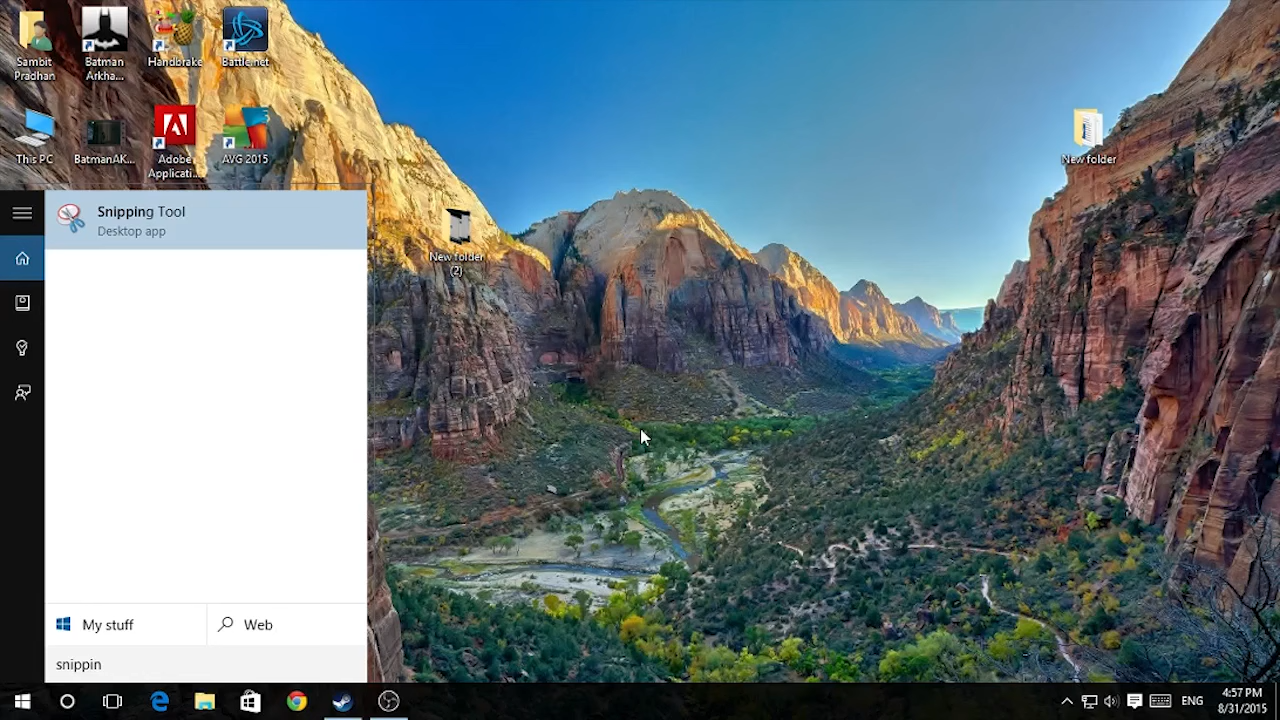 Sambit
Pradhan
Batman
Arkha...
Handbrake
Battle.net
This PC
BatmanAK...
Adobe
Applicati...
AVG 2015
New folder
New folder
(2)
Snipping Tool
Desktop app
My stuff
Web
snippin
ENG
4:57 PM
8/31/2015